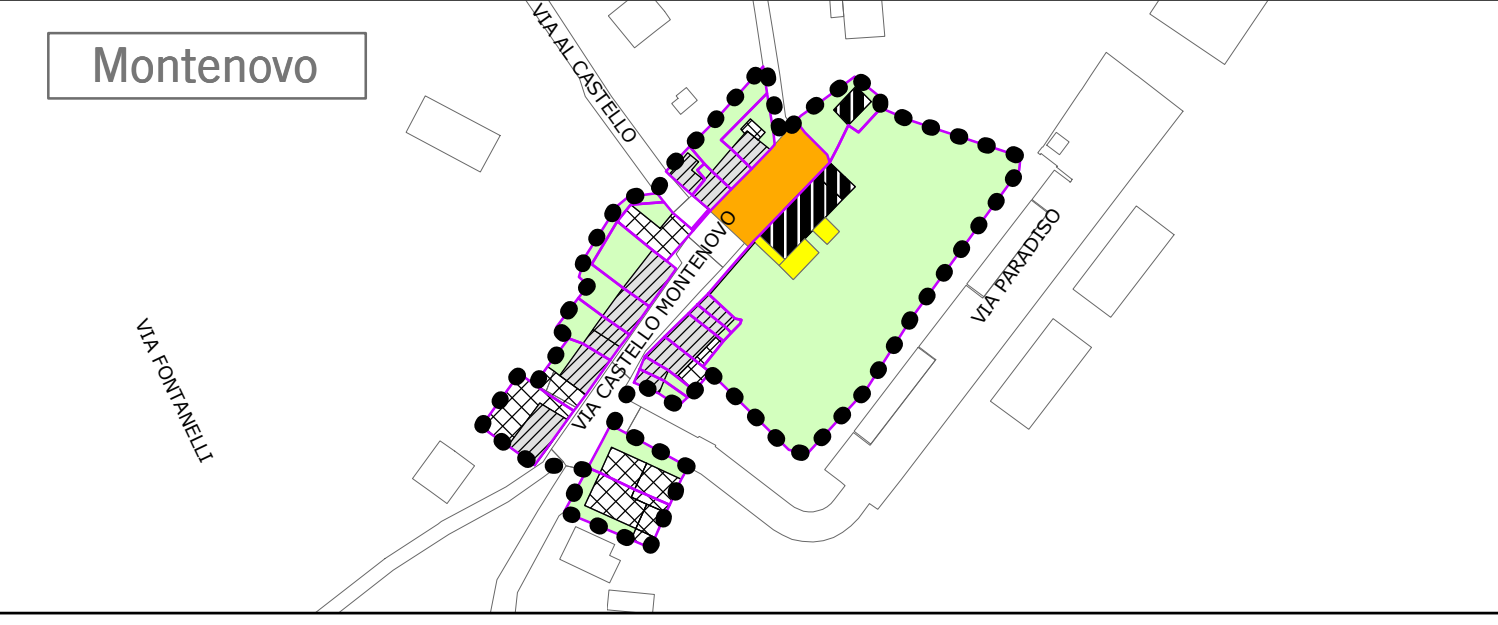 Montenovo
VIA AL CASTELLO
VIA CASTELLO MONTENOVO
VIA PARADISO
VIA FONTANELLI